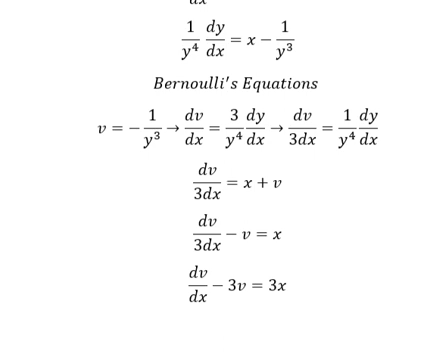 dx
1/y⁴ dy/dx = x − 1/y³
Bernoulli's Equations
v = − 1/y³ → dv/dx = 3/y⁴ dy/dx → dv/3dx = 1/y⁴ dy/dx
dv/3dx = x + v
dv/3dx − v = x
dv/dx − 3v = 3x